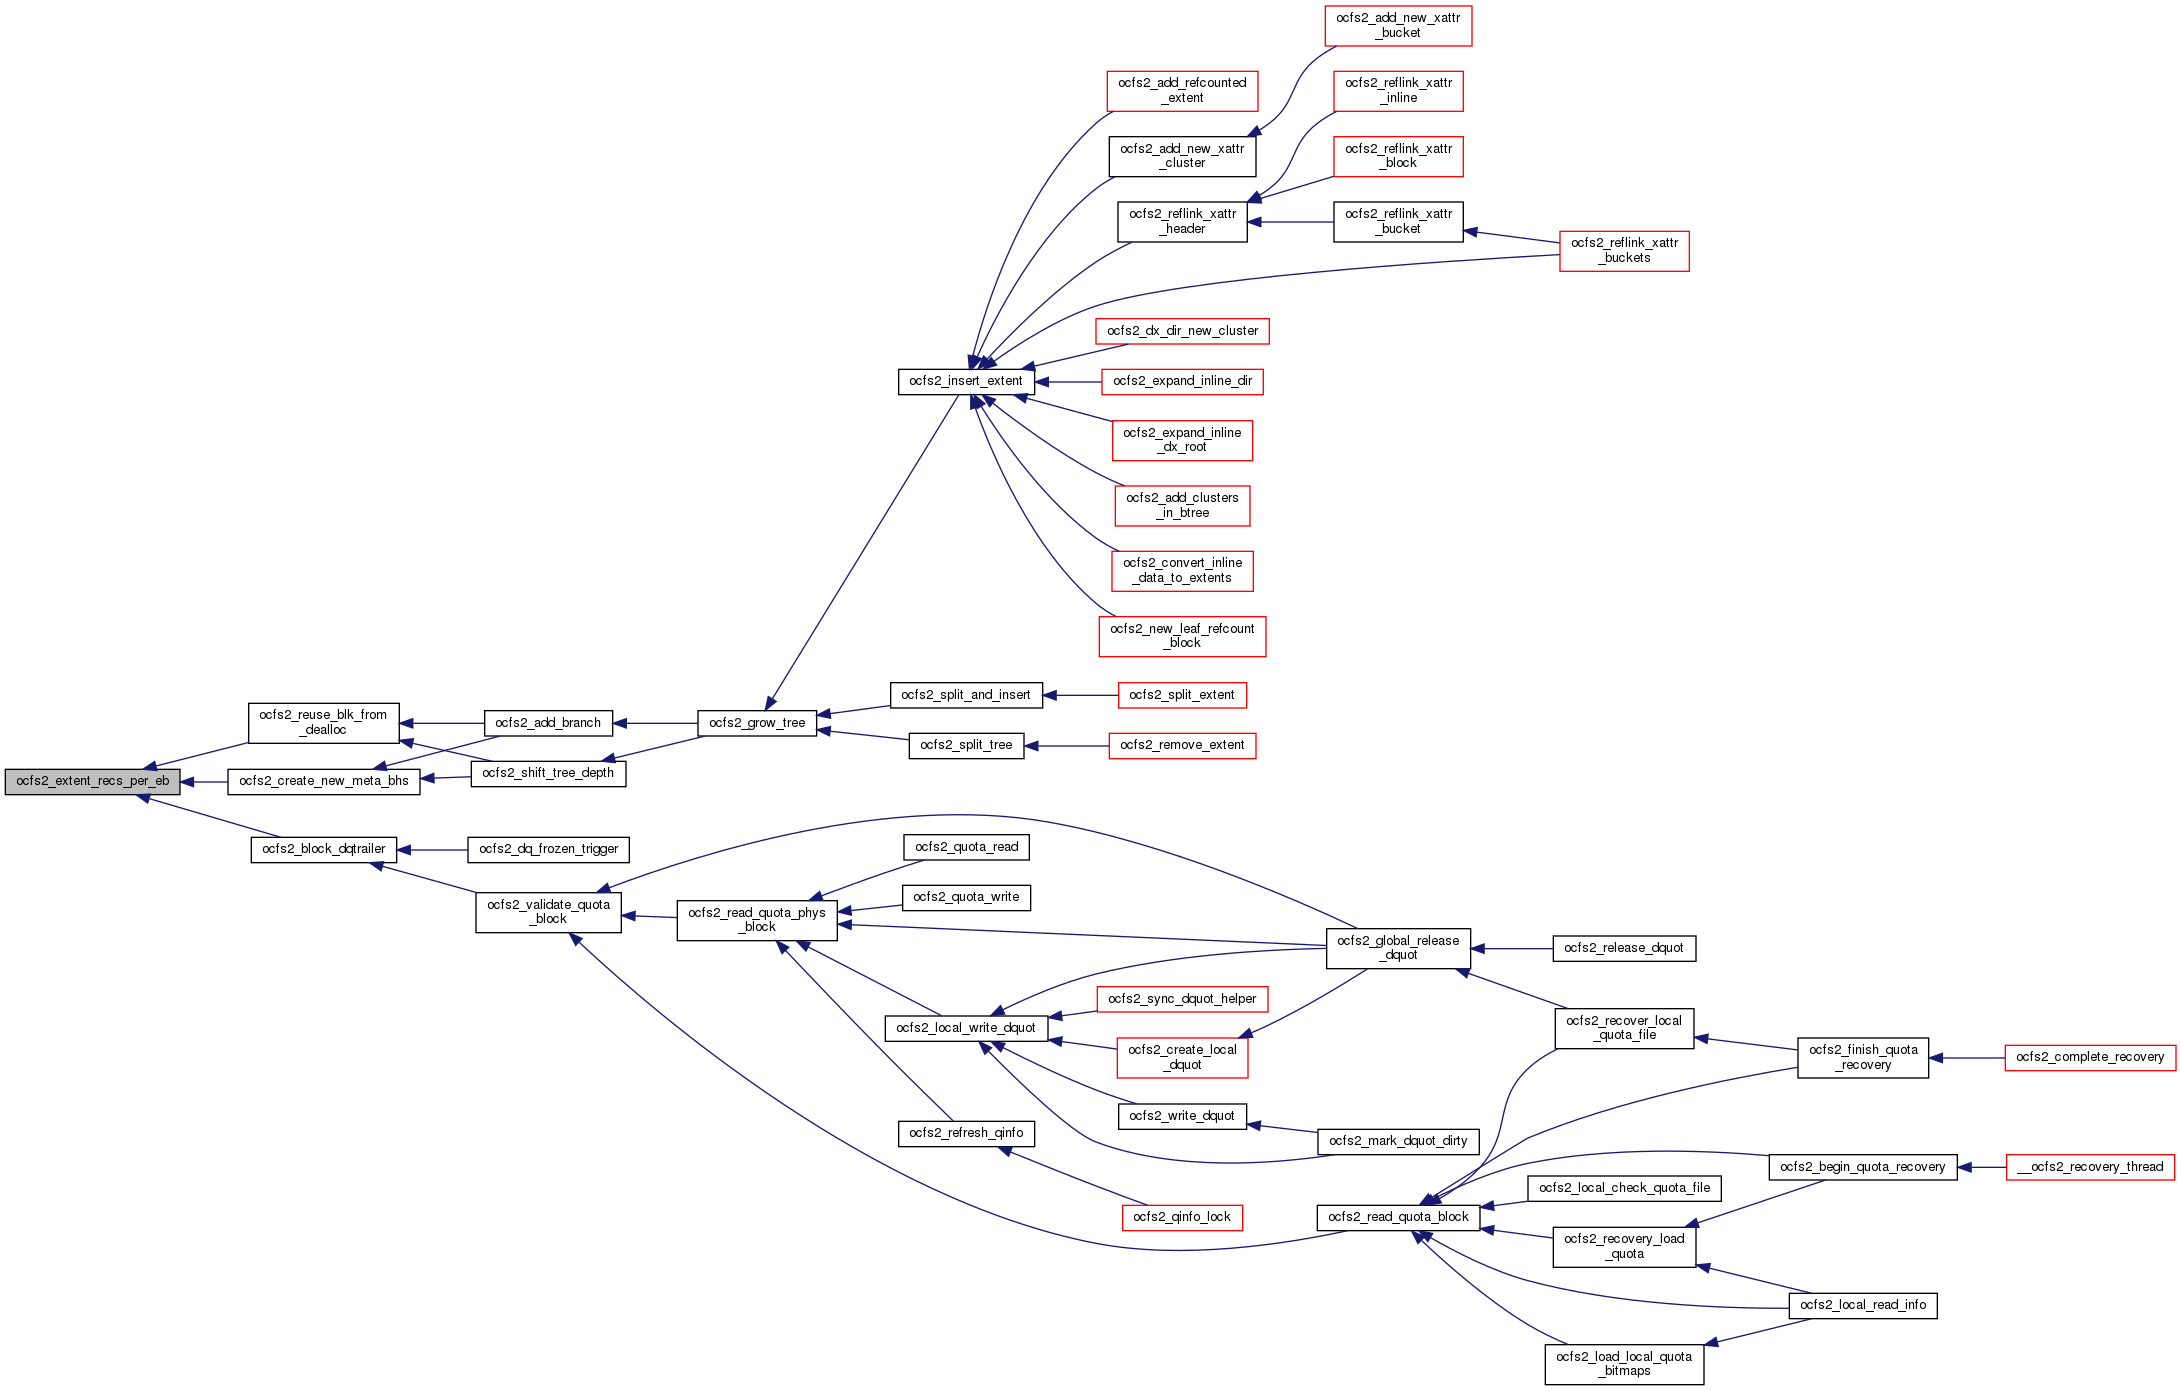 ocfs2_add_new_xattr
_bucket
ocfs2_add_refcounted
_extent
ocfs2_reflink_xattr
_inline
ocfs2_add_new_xattr
_cluster
ocfs2_reflink_xattr
_block
ocfs2_reflink_xattr
_header
ocfs2_reflink_xattr
_bucket
ocfs2_reflink_xattr
_buckets
ocfs2_dx_dir_new_cluster
ocfs2_insert_extent
ocfs2_expand_inline_dir
ocfs2_expand_inline
_dx_root
ocfs2_add_clusters
_in_btree
ocfs2_convert_inline
_data_to_extents
ocfs2_new_leaf_refcount
_block
ocfs2_split_and_insert
ocfs2_split_extent
ocfs2_reuse_blk_from
_dealloc
ocfs2_add_branch
ocfs2_grow_tree
ocfs2_split_tree
ocfs2_remove_extent
ocfs2_extent_recs_per_eb
ocfs2_create_new_meta_bhs
ocfs2_shift_tree_depth
ocfs2_block_dqtrailer
ocfs2_dq_frozen_trigger
ocfs2_quota_read
ocfs2_quota_write
ocfs2_validate_quota
_block
ocfs2_read_quota_phys
_block
ocfs2_global_release
_dquot
ocfs2_release_dquot
ocfs2_sync_dquot_helper
ocfs2_local_write_dquot
ocfs2_recover_local
_quota_file
ocfs2_create_local
_dquot
ocfs2_finish_quota
_recovery
ocfs2_complete_recovery
ocfs2_write_dquot
ocfs2_refresh_qinfo
ocfs2_mark_dquot_dirty
ocfs2_begin_quota_recovery
__ocfs2_recovery_thread
ocfs2_local_check_quota_file
ocfs2_qinfo_lock
ocfs2_read_quota_block
ocfs2_recovery_load
_quota
ocfs2_local_read_info
ocfs2_load_local_quota
_bitmaps